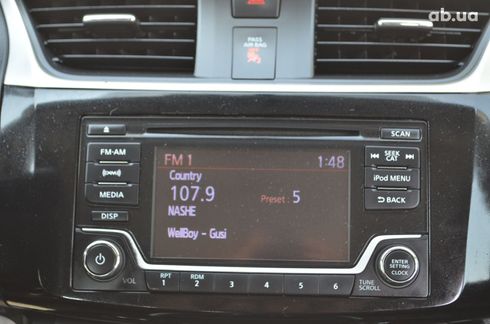 ab.ua
PASS
AIR BAG
SCAN
FM-AM
MEDIA
DISP
VOL
FM 1
1:48
Country
107.9
Preset : 5
NASHE
WellBoy - Gusi
SEEK
CAT
iPod MENU
BACK
ENTER
SETTING
CLOCK
TUNE
SCROLL
RPT
1
RDM
2
3
4
5
6